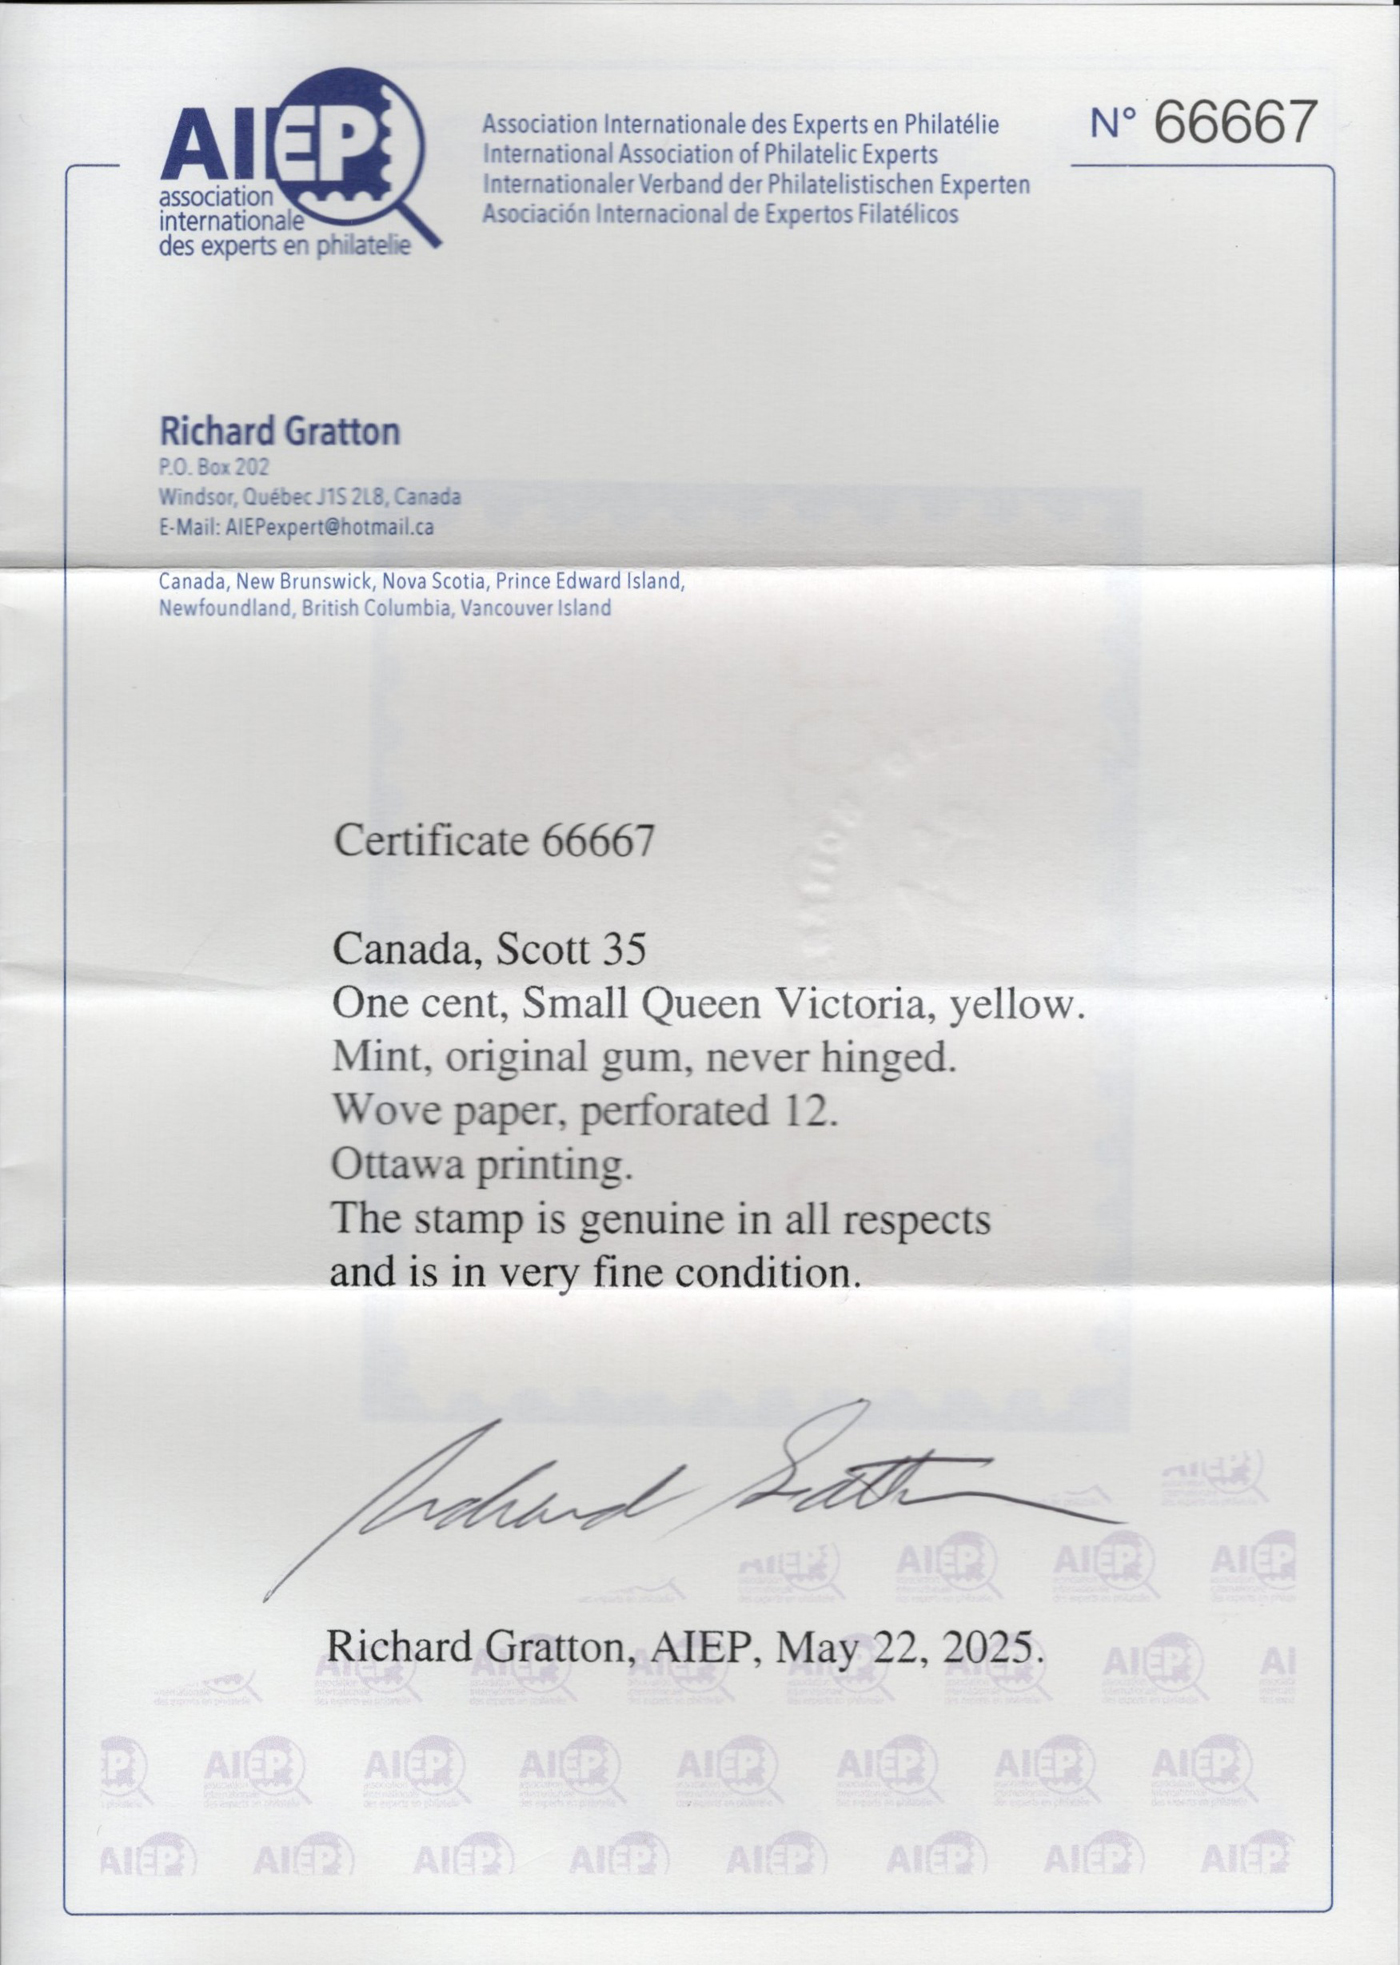 AIEP
association
internationale
des experts en philatelie
Association Internationale des Experts en Philatélie
International Association of Philatelic Experts
Internationaler Verband der Philatelistischen Experten
Asociación Internacional de Expertos Filatélicos
N° 66667
Richard Gratton
P.O. Box 202
Windsor, Québec J1S 2L8, Canada
E-Mail: AIEPexpert@hotmail.ca
Canada, New Brunswick, Nova Scotia, Prince Edward Island,
Newfoundland, British Columbia, Vancouver Island
Certificate 66667
Canada, Scott 35
One cent, Small Queen Victoria, yellow.
Mint, original gum, never hinged.
Wove paper, perforated 12.
Ottawa printing.
The stamp is genuine in all respects
and is in very fine condition.
Richard Gratton
Richard Gratton, AIEP, May 22, 2025.